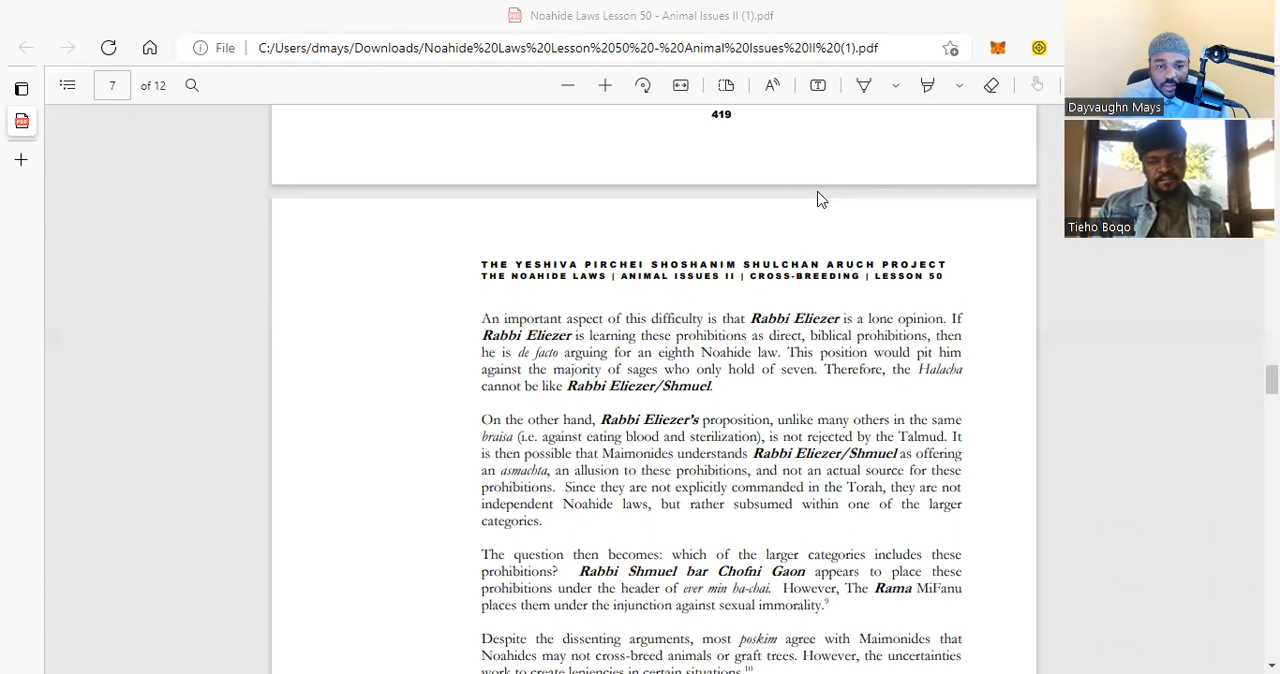 Noahide Laws Lesson 50 - Animal Issues II (1).pdf
File
C:/Users/dmays/Downloads/Noahide%20Laws%20Lesson%2050%20-%20Animal%20Issues%20II%20(1).pdf
7 of 12
Dayvaughn Mays
Tieho Boqo
419
THE YESHIVA PIRCHEI SHOSHANIM SHULCHAN ARUCH PROJECT
THE NOAHIDE LAWS | ANIMAL ISSUES II | CROSS-BREEDING | LESSON 50
An important aspect of this difficulty is that Rabbi Eliezer is a lone opinion. If
Rabbi Eliezer is learning these prohibitions as direct, biblical prohibitions, then
he is de facto arguing for an eighth Noahide law. This position would pit him
against the majority of sages who only hold of seven. Therefore, the Halacha
cannot be like Rabbi Eliezer/Shmuel.
On the other hand, Rabbi Eliezer's proposition, unlike many others in the same
braisa (i.e. against eating blood and sterilization), is not rejected by the Talmud. It
is then possible that Maimonides understands Rabbi Eliezer/Shmuel as offering
an asmachta, an allusion to these prohibitions, and not an actual source for these
prohibitions. Since they are not explicitly commanded in the Torah, they are not
independent Noahide laws, but rather subsumed within one of the larger
categories.
The question then becomes: which of the larger categories includes these
prohibitions? Rabbi Shmuel bar Chofni Gaon appears to place these
prohibitions under the header of ever min ha-chai. However, The Rama MiFanu
places them under the injunction against sexual immorality.9
Despite the dissenting arguments, most poskim agree with Maimonides that
Noahides may not cross-breed animals or graft trees. However, the uncertainties
work to create leniencies in certain situations.10